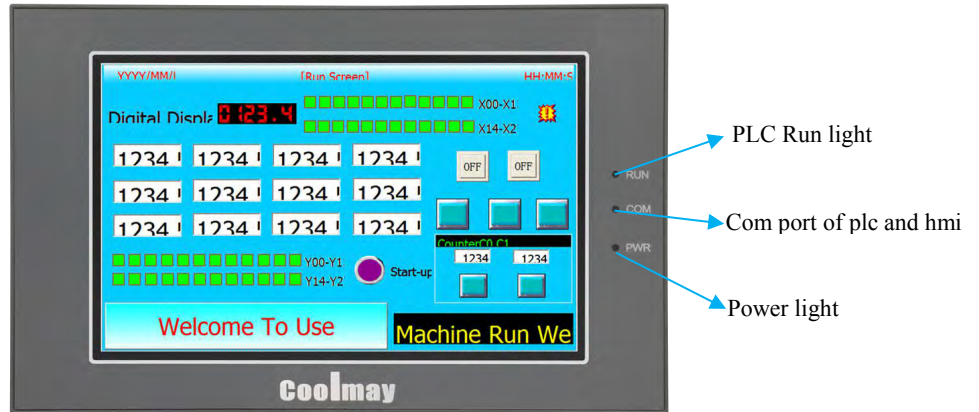 YYYY/MM/I
[Run Screen]
HH:MM:S
Digital Displa
0123.4
X00-X1
X14-X2
1234
1234
1234
1234
OFF
OFF
1234
1234
1234
1234
1234
1234
1234
1234
CounterC0 C1
1234
1234
Y00-Y1
Y14-Y2
Start-up
Welcome To Use
Machine Run We
Coolmay
RUN
COM
PWR
PLC Run light
Com port of plc and hmi
Power light